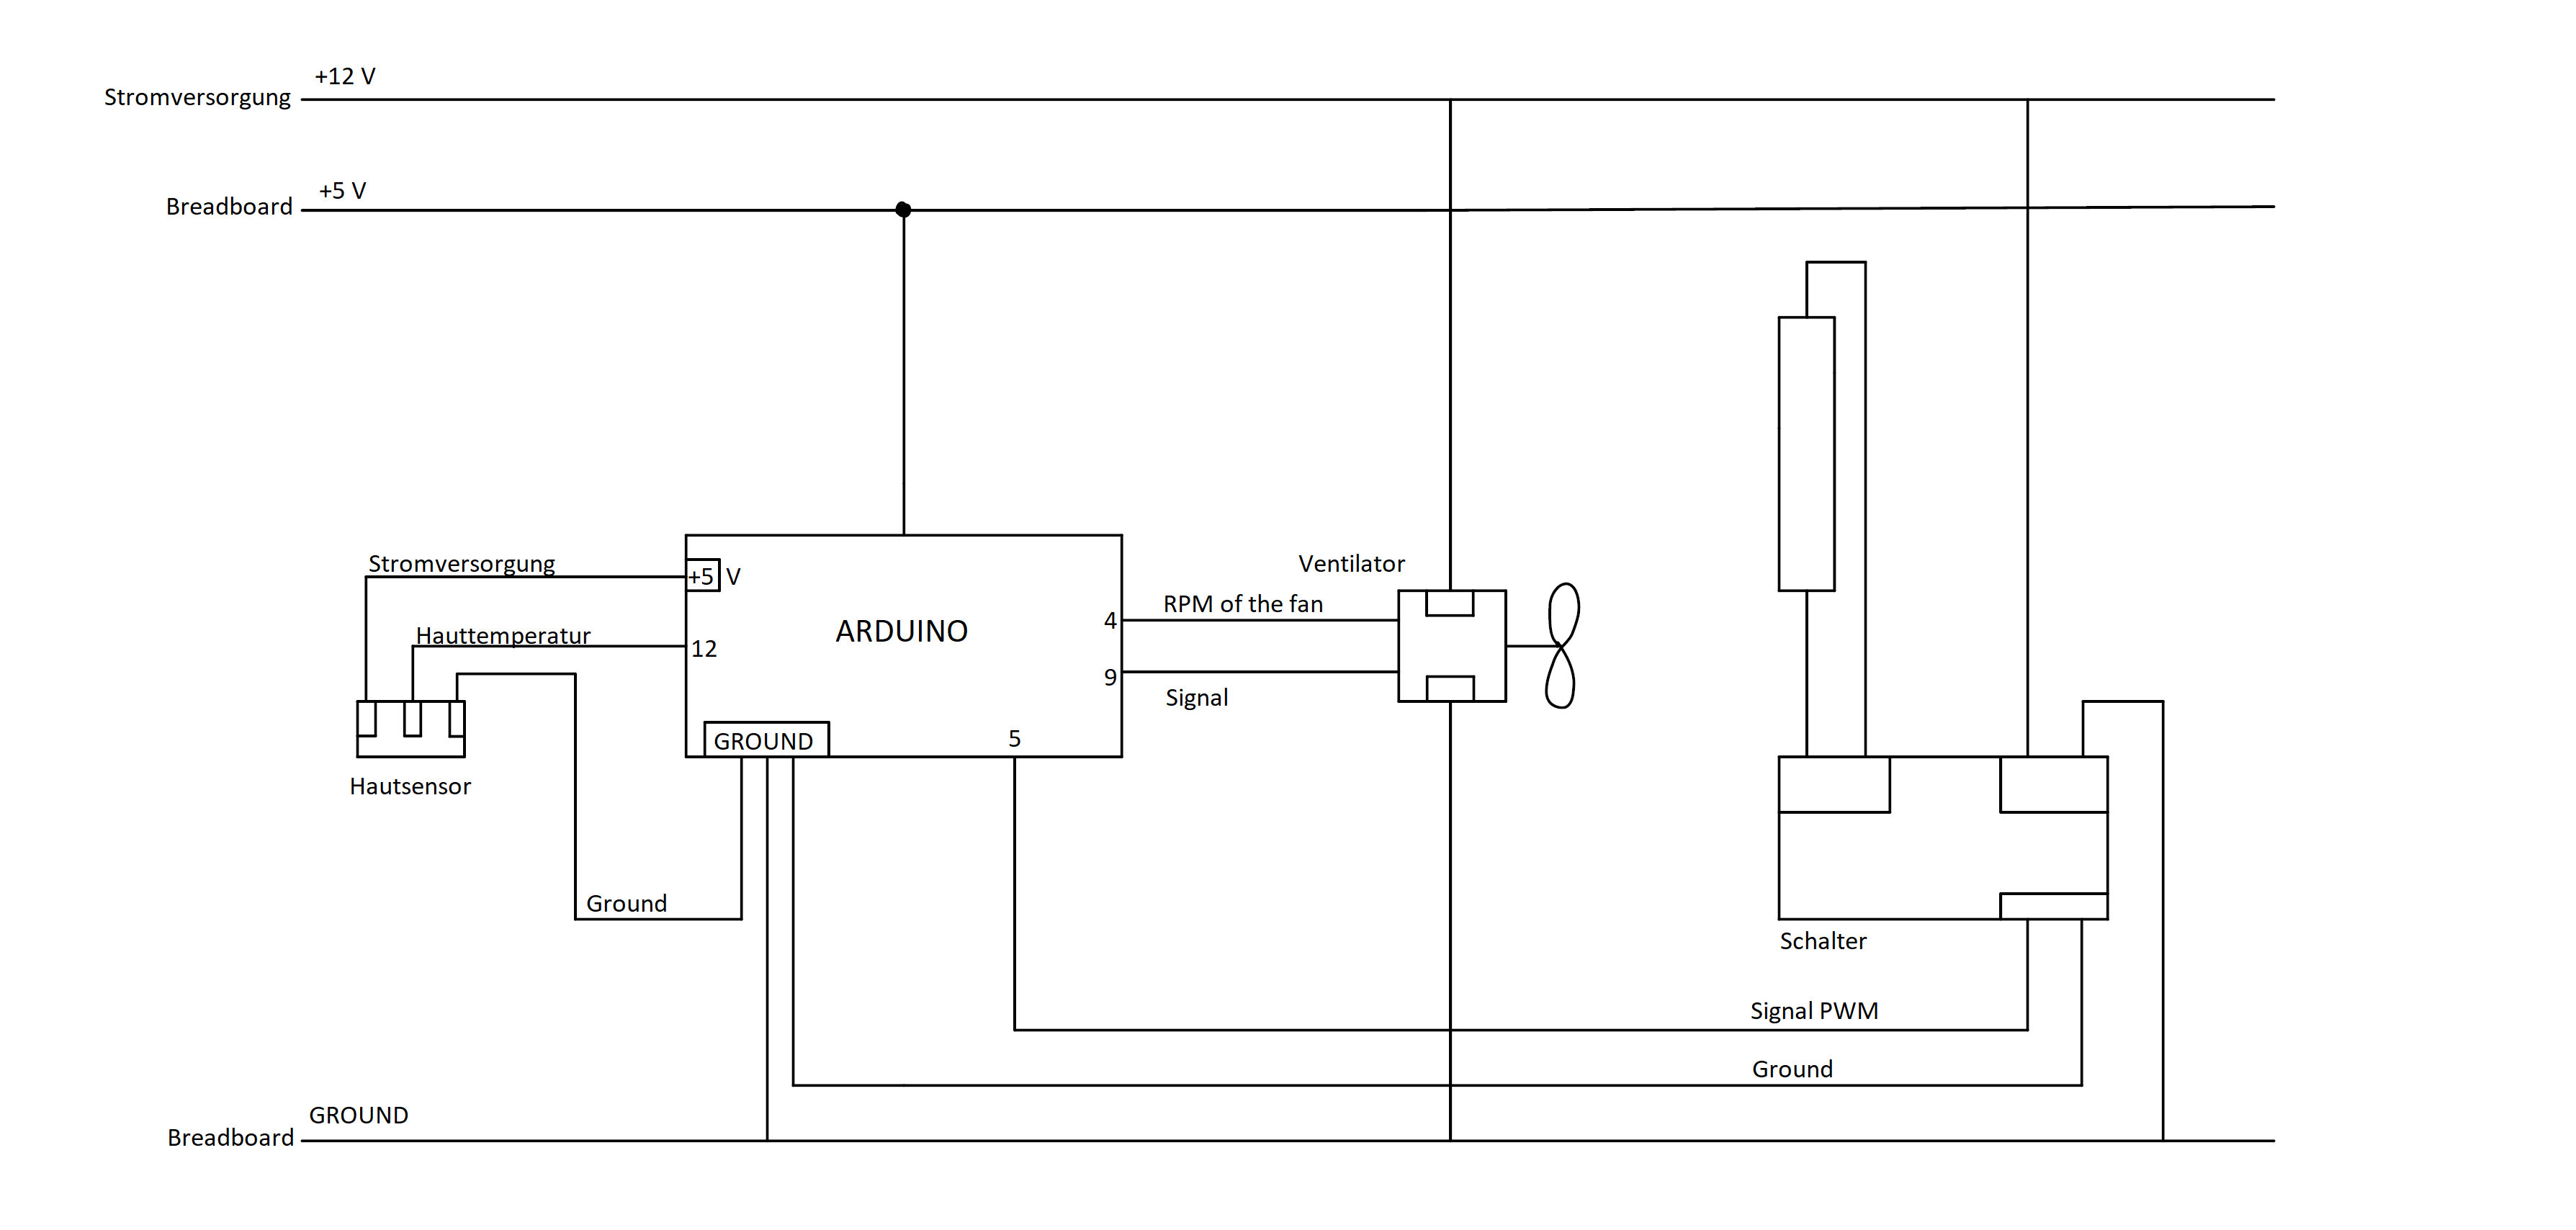 +12 V
Stromversorgung
+5 V
Breadboard
Stromversorgung
+5 V
Hauttemperatur
12
ARDUINO
4
9
RPM of the fan
Signal
Ventilator
GROUND
5
Hautsensor
Ground
Schalter
Signal PWM
Ground
GROUND
Breadboard